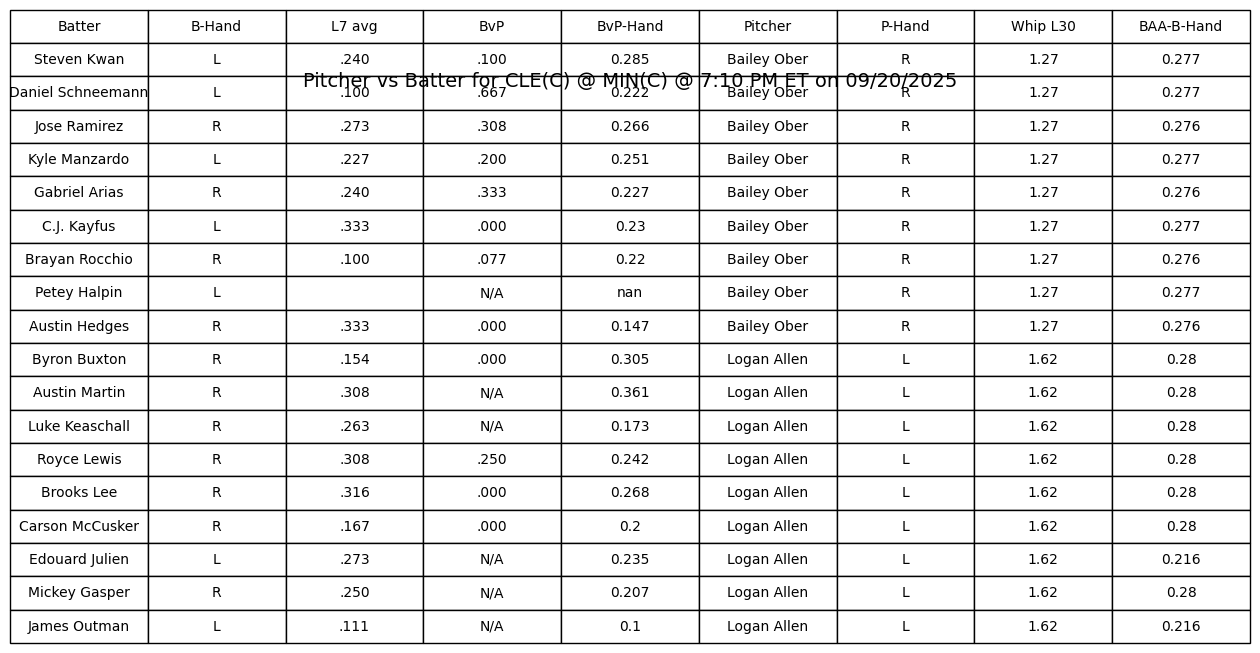 Batter B-Hand L7 avg BvP BvP-Hand Pitcher P-Hand Whip L30 BAA-B-Hand
Steven Kwan L .240 .100 0.285 Bailey Ober R 1.27 0.277
Pitcher vs Batter for CLE(C) @ MIN(C) @ 7:10 PM ET on 09/20/2025
Daniel Schneemann L .100 .667 0.222 Bailey Ober R 1.27 0.277
Jose Ramirez R .273 .308 0.266 Bailey Ober R 1.27 0.276
Kyle Manzardo L .227 .200 0.251 Bailey Ober R 1.27 0.277
Gabriel Arias R .240 .333 0.227 Bailey Ober R 1.27 0.276
C.J. Kayfus L .333 .000 0.23 Bailey Ober R 1.27 0.277
Brayan Rocchio R .100 .077 0.22 Bailey Ober R 1.27 0.276
Petey Halpin L N/A nan Bailey Ober R 1.27 0.277
Austin Hedges R .333 .000 0.147 Bailey Ober R 1.27 0.276
Byron Buxton R .154 .000 0.305 Logan Allen L 1.62 0.28
Austin Martin R .308 N/A 0.361 Logan Allen L 1.62 0.28
Luke Keaschall R .263 N/A 0.173 Logan Allen L 1.62 0.28
Royce Lewis R .308 .250 0.242 Logan Allen L 1.62 0.28
Brooks Lee R .316 .000 0.268 Logan Allen L 1.62 0.28
Carson McCusker R .167 .000 0.2 Logan Allen L 1.62 0.28
Edouard Julien L .273 N/A 0.235 Logan Allen L 1.62 0.216
Mickey Gasper R .250 N/A 0.207 Logan Allen L 1.62 0.28
James Outman L .111 N/A 0.1 Logan Allen L 1.62 0.216